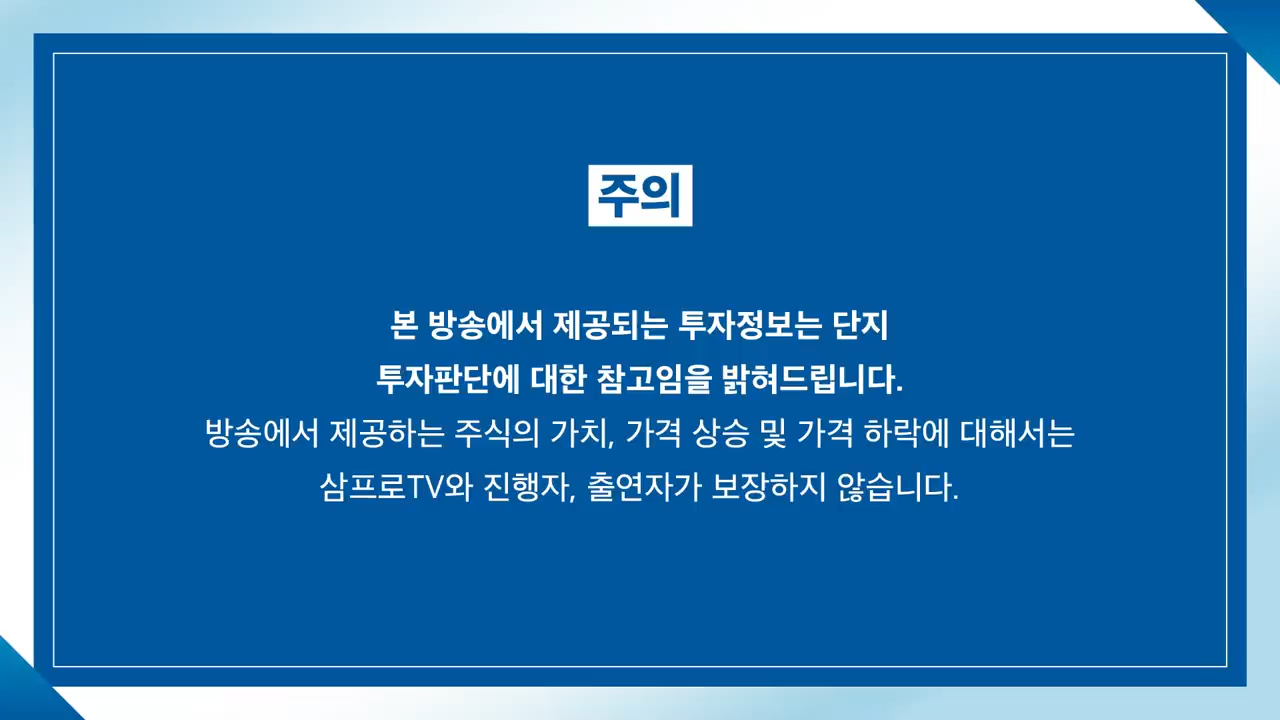 주의
본 방송에서 제공되는 투자정보는 단지
투자판단에 대한 참고임을 밝혀드립니다.
방송에서 제공하는 주식의 가치, 가격 상승 및 가격 하락에 대해서는
삼프로TV와 진행자, 출연자가 보장하지 않습니다.